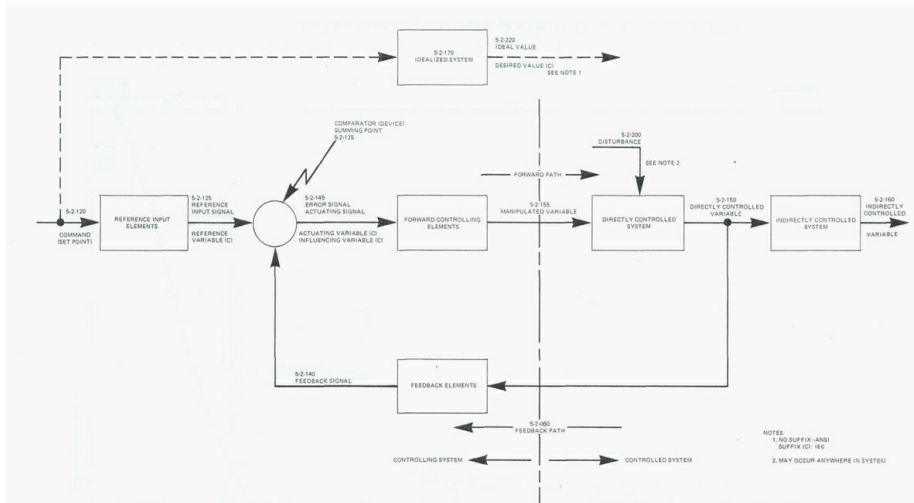 5-2-170
IDEALIZED SYSTEM
5-2-220
IDEAL VALUE
DESIRED VALUE (C)
SEE NOTE 1
COMPARATOR (DEVICE)
SUMMING POINT
5-2-135
5-2-200
DISTURBANCE
SEE NOTE 2
FORWARD PATH
5-2-120
COMMAND
(SET POINT)
REFERENCE INPUT
ELEMENTS
5-2-125
REFERENCE
INPUT SIGNAL
REFERENCE
VARIABLE (C)
5-2-145
ERROR SIGNAL
ACTUATING SIGNAL
ACTUATING VARIABLE (C)
INFLUENCING VARIABLE (C)
FORWARD CONTROLLING
ELEMENTS
5-2-155
MANIPULATED VARIABLE
DIRECTLY CONTROLLED
SYSTEM
5-2-150
DIRECTLY CONTROLLED
VARIABLE
INDIRECTLY CONTROLLED
SYSTEM
5-2-160
INDIRECTLY
CONTROLLED
VARIABLE
5-2-140
FEEDBACK SIGNAL
FEEDBACK ELEMENTS
5-2-060
FEEDBACK PATH
CONTROLLING SYSTEM
CONTROLLED SYSTEM
NOTES:
1. NO SUFFIX -ANSI
SUFFIX (C): IEC
2. MAY OCCUR ANYWHERE IN SYSTEM